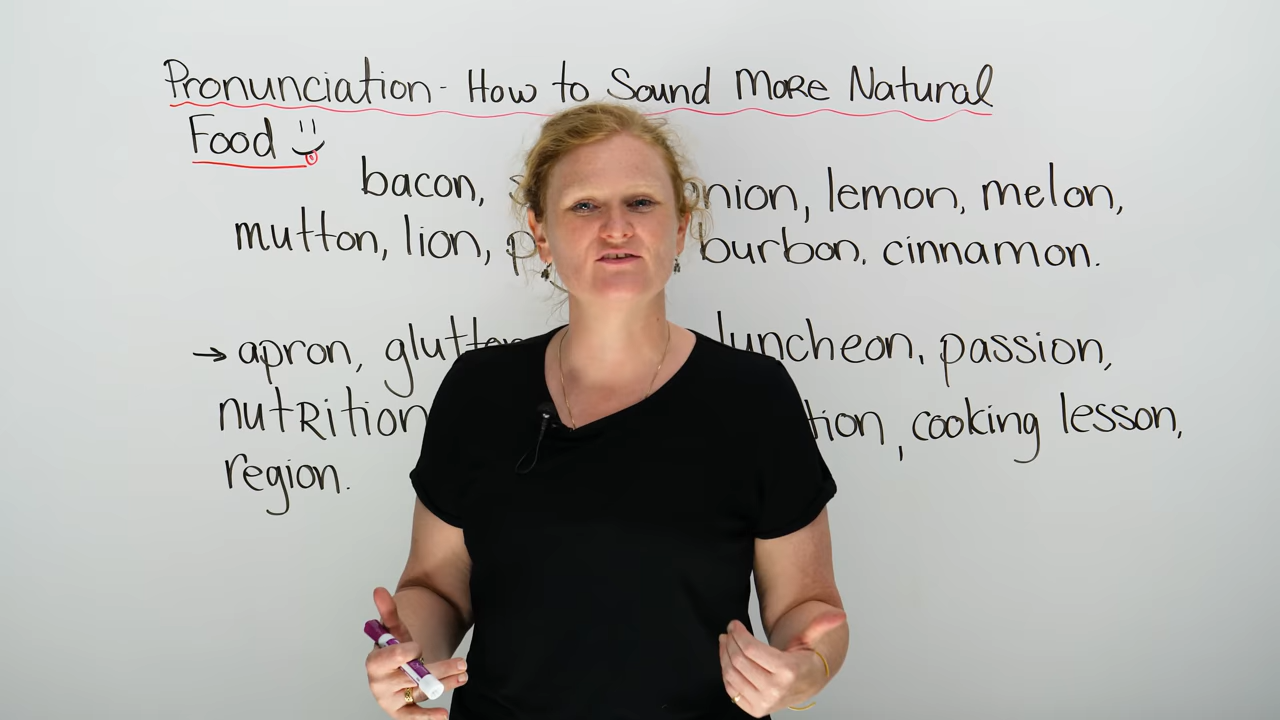 Pronunciation - How to Sound More Natural
Food
bacon, onion, lemon, melon,
mutton, lion, burbon. cinnamon.
→ apron, luncheon, passion,
nutrition cooking lesson,
region.